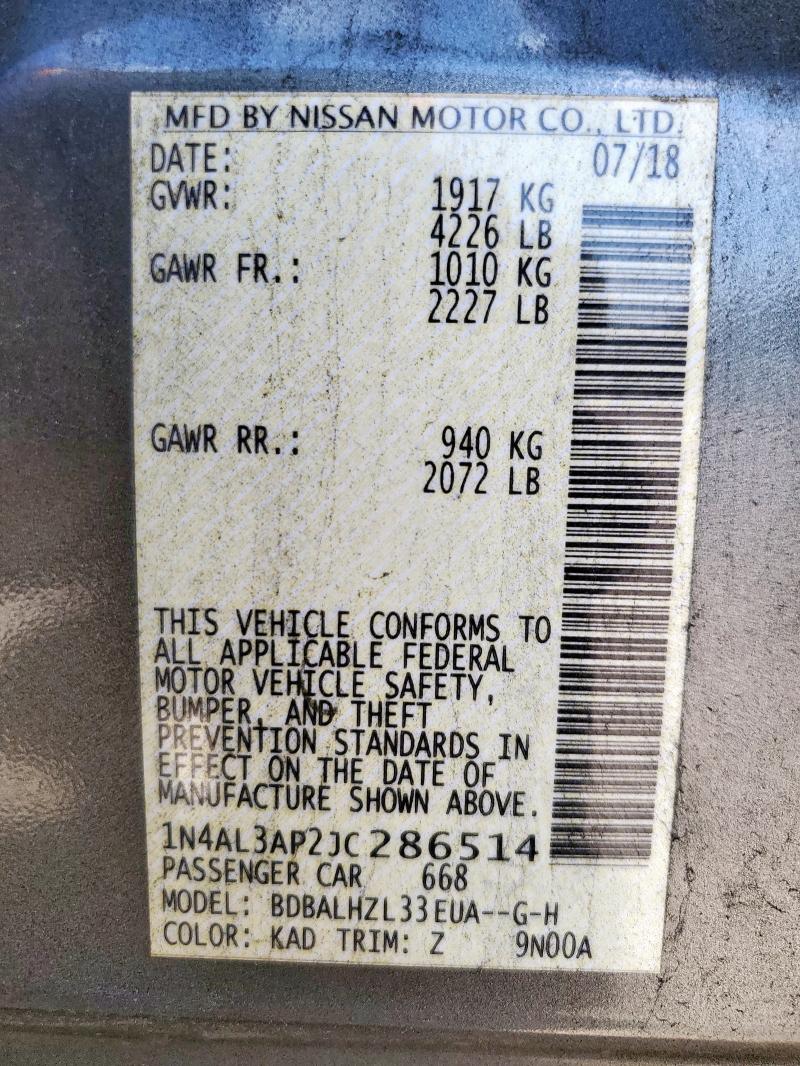 MFD BY NISSAN MOTOR CO., LTD.
DATE: 07/18
GVWR: 1917 KG
4226 LB
GAWR FR.: 1010 KG
2227 LB
GAWR RR.: 940 KG
2072 LB
THIS VEHICLE CONFORMS TO
ALL APPLICABLE FEDERAL
MOTOR VEHICLE SAFETY,
BUMPER, AND THEFT
PREVENTION STANDARDS IN
EFFECT ON THE DATE OF
MANUFACTURE SHOWN ABOVE.
1N4AL3AP2JC286514
PASSENGER CAR 668
MODEL: BDBALHZL33EUA--G-H
COLOR: KAD TRIM: Z 9N00A